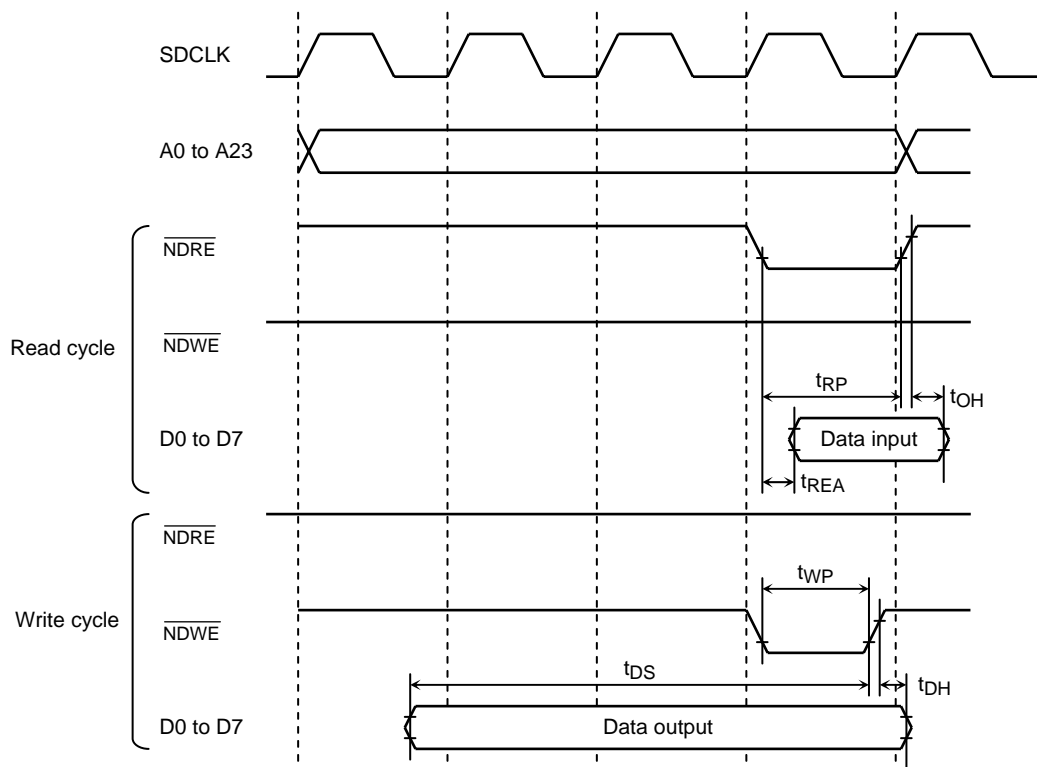 SDCLK
A0 to A23
NDRE
NDWE
Read cycle
tRP
tOH
D0 to D7
Data input
tREA
NDRE
tWP
Write cycle
NDWE
tDS
tDH
D0 to D7
Data output